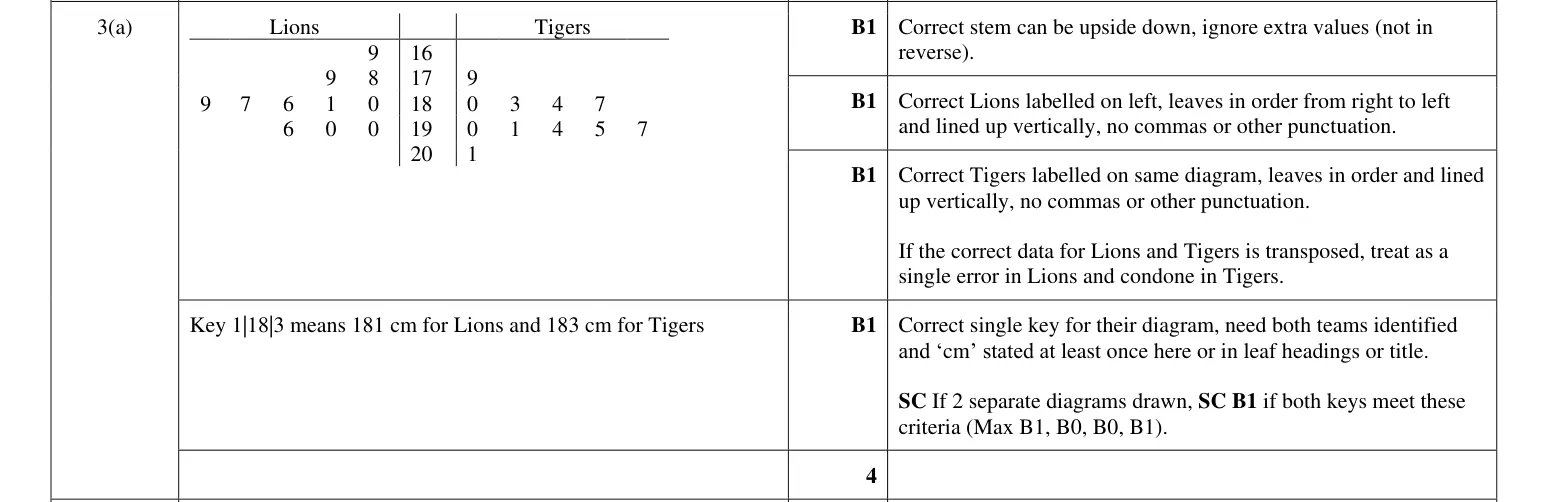 3(a)
Lions Tigers
9 16
9 8 17 9
9 7 6 1 0 18 0 3 4 7
6 0 0 19 0 1 4 5 7
20 1
B1 Correct stem can be upside down, ignore extra values (not in
reverse).
B1 Correct Lions labelled on left, leaves in order from right to left
and lined up vertically, no commas or other punctuation.
B1 Correct Tigers labelled on same diagram, leaves in order and lined
up vertically, no commas or other punctuation.
If the correct data for Lions and Tigers is transposed, treat as a
single error in Lions and condone in Tigers.
Key 1|18|3 means 181 cm for Lions and 183 cm for Tigers
B1 Correct single key for their diagram, need both teams identified
and ‘cm’ stated at least once here or in leaf headings or title.
SC If 2 separate diagrams drawn, SC B1 if both keys meet these
criteria (Max B1, B0, B0, B1).
4